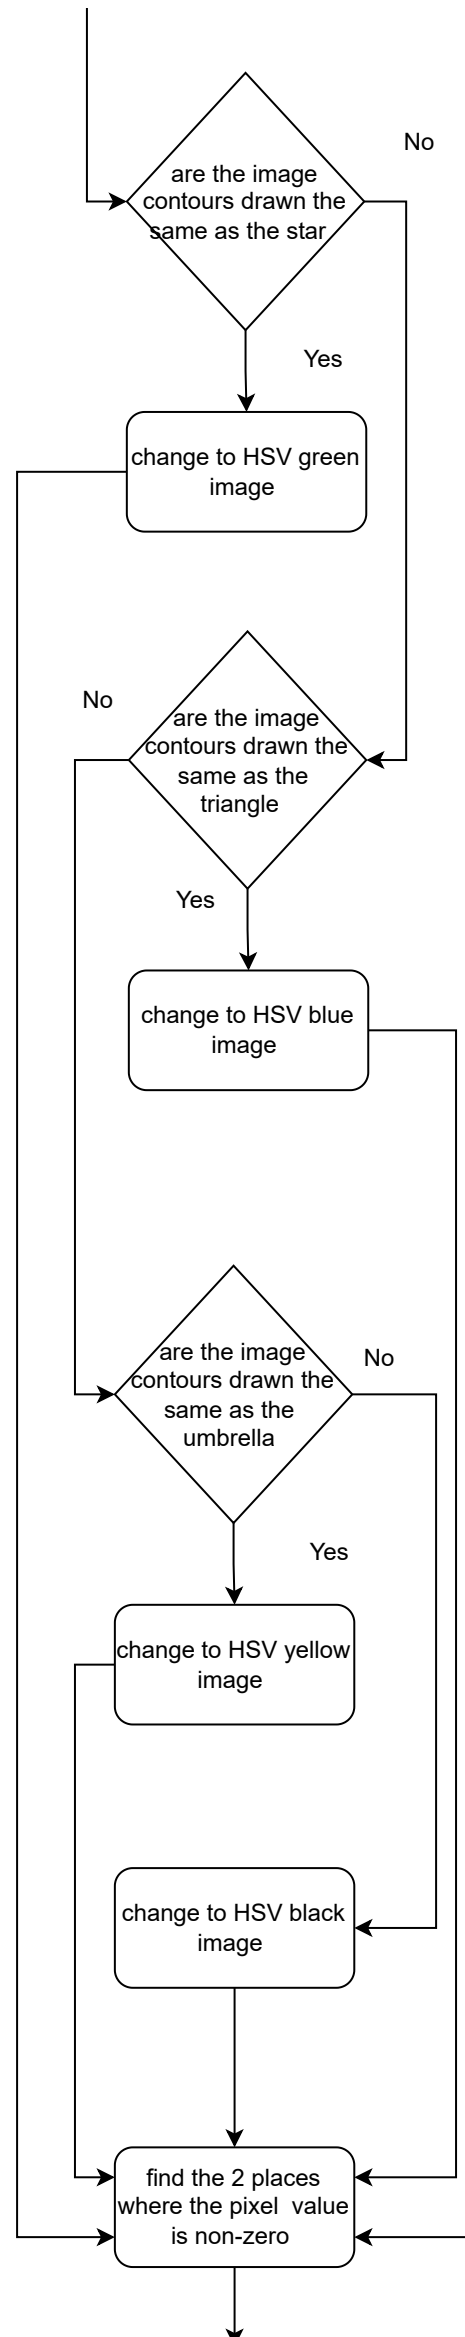 No
are the image
contours drawn the
same as the star
Yes
change to HSV green
image
No
are the image
contours drawn the
same as the
triangle
Yes
change to HSV blue
image
are the image
contours drawn the
same as the
umbrella
No
Yes
change to HSV yellow
image
change to HSV black
image
find the 2 places
where the pixel value
is non-zero